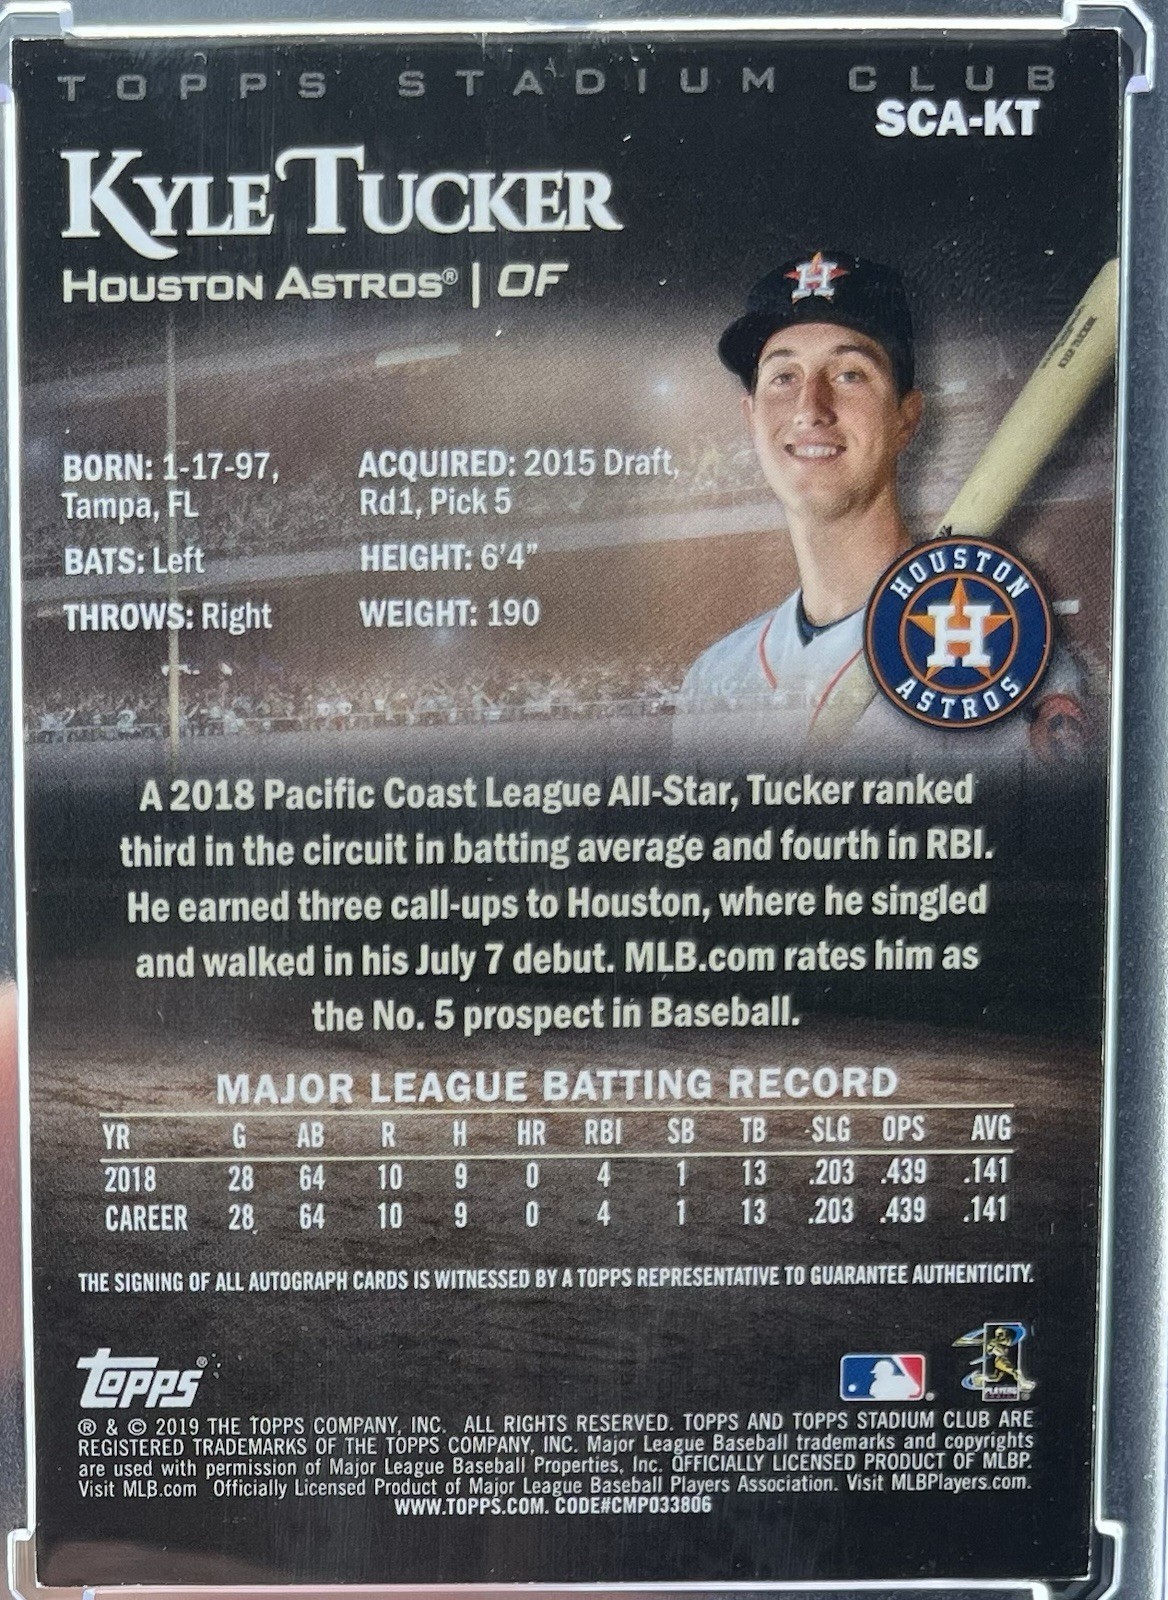 TOPPS STADIUM CLUB
SCA-KT
KYLE TUCKER
HOUSTON ASTROS® | OF
BORN: 1-17-97,
Tampa, FL
ACQUIRED: 2015 Draft,
Rd1, Pick 5
BATS: Left
HEIGHT: 6'4"
THROWS: Right
WEIGHT: 190
H
HOUSTON
H
ASTROS
A 2018 Pacific Coast League All-Star, Tucker ranked
third in the circuit in batting average and fourth in RBI.
He earned three call-ups to Houston, where he singled
and walked in his July 7 debut. MLB.com rates him as
the No. 5 prospect in Baseball.
MAJOR LEAGUE BATTING RECORD
YR G AB R H HR RBI SB TB SLG OPS AVG
2018 28 64 10 9 0 4 1 13 .203 .439 .141
CAREER 28 64 10 9 0 4 1 13 .203 .439 .141
THE SIGNING OF ALL AUTOGRAPH CARDS IS WITNESSED BY A TOPPS REPRESENTATIVE TO GUARANTEE AUTHENTICITY.
topps®
PLAYERS
® & © 2019 THE TOPPS COMPANY, INC. ALL RIGHTS RESERVED. TOPPS AND TOPPS STADIUM CLUB ARE
REGISTERED TRADEMARKS OF THE TOPPS COMPANY, INC. Major League Baseball trademarks and copyrights
are used with permission of Major League Baseball Properties, Inc. OFFICIALLY LICENSED PRODUCT OF MLBP.
Visit MLB.com Officially Licensed Product of Major League Baseball Players Association. Visit MLBPlayers.com.
WWW.TOPPS.COM. CODE#CMP033806